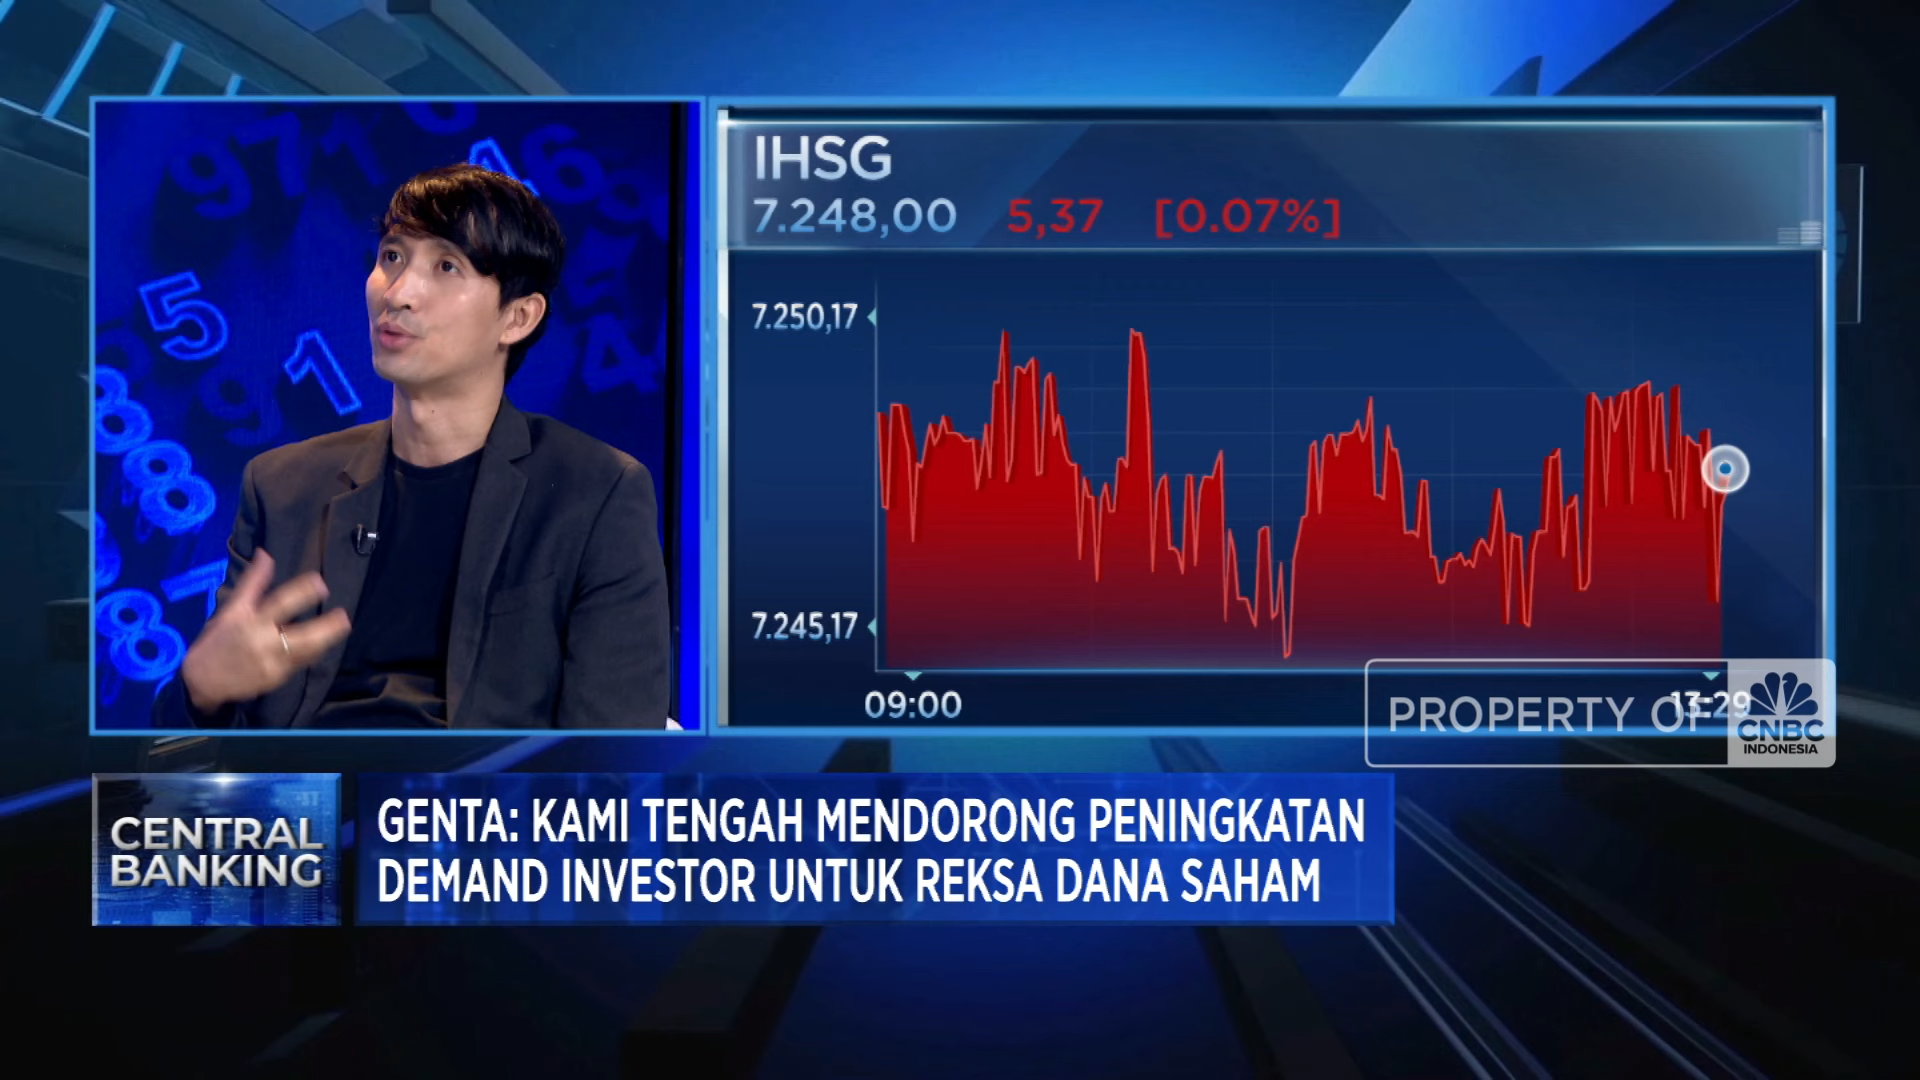 IHSG
7.248,00 5,37 [0.07%]
7.250,17
7.245,17
09:00 13:29
PROPERTY OF CNBC
INDONESIA
CENTRAL
BANKING
GENTA: KAMI TENGAH MENDORONG PENINGKATAN
DEMAND INVESTOR UNTUK REKSA DANA SAHAM